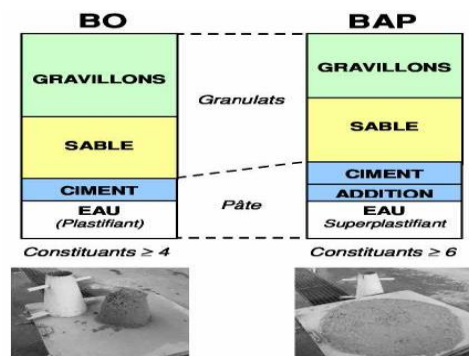 BO
BAP
GRAVILLONS
GRAVILLONS
Granulats
SABLE
SABLE
CIMENT
CIMENT
ADDITION
EAU
(Plastifiant)
Pâte
EAU
Superplastifiant
Constituants ≥ 4
Constituants ≥ 6